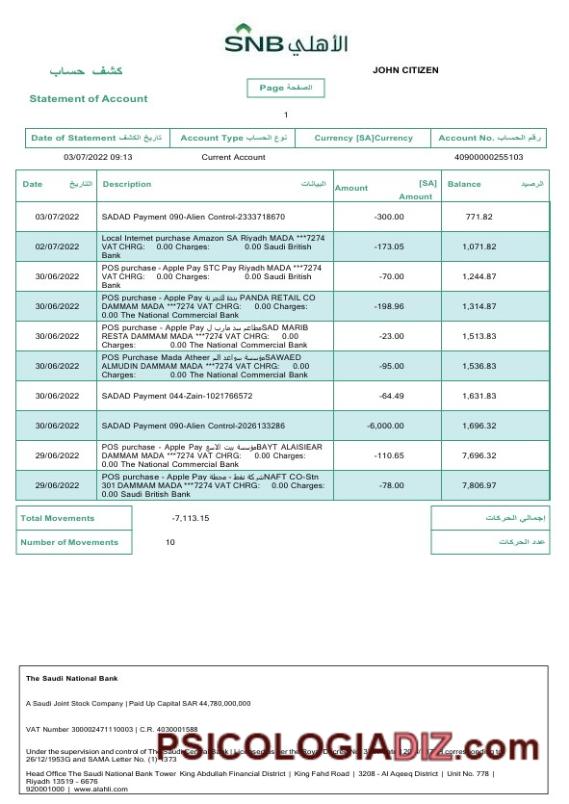 SNB الأهلي
كشف حساب
JOHN CITIZEN
Page الصفحة
Statement of Account
1
Date of Statement تاريخ الكشف Account Type نوع الحساب Currency [SA]Currency Account No. رقم الحساب
03/07/2022 09:13 Current Account 40900000255103
Date التاريخ Description البيانات Amount [SA] Amount Balance الرصيد
03/07/2022 SADAD Payment 090-Alien Control-2333718670 -300.00 771.82
Local Internet purchase Amazon SA Riyadh MADA ***7274
02/07/2022 VAT CHRG: 0.00 Charges: 0.00 Saudi British -173.05 1,071.82
Bank
POS purchase - Apple Pay STC Pay Riyadh MADA ***7274
30/06/2022 VAT CHRG: 0.00 Charges: 0.00 Saudi British -70.00 1,244.87
Bank
POS purchase - Apple Pay بندة للتجزئة PANDA RETAIL CO
30/06/2022 DAMMAM MADA ***7274 VAT CHRG: 0.00 Charges: -198.96 1,314.87
0.00 The National Commercial Bank
POS purchase - Apple Pay مطاعم سد مارب ل SAD MARIB
30/06/2022 RESTA DAMMAM MADA ***7274 VAT CHRG: 0.00 -23.00 1,513.83
Charges: 0.00 The National Commercial Bank
POS Purchase Mada Atheer مؤسسة سواعد الم SAWAED
30/06/2022 ALMUDIN DAMMAM MADA ***7274 VAT CHRG: 0.00 -95.00 1,536.83
Charges: 0.00 The National Commercial Bank
30/06/2022 SADAD Payment 044-Zain-1021766572 -64.49 1,631.83
30/06/2022 SADAD Payment 090-Alien Control-2026133286 -6,000.00 1,696.32
POS purchase - Apple Pay مؤسسة بيت الاسع BAYT ALAISIEAR
29/06/2022 DAMMAM MADA ***7274 VAT CHRG: 0.00 Charges: -110.65 7,696.32
0.00 The National Commercial Bank
POS purchase - Apple Pay شركة نفط - محطة NAFT CO-Stn
29/06/2022 301 DAMMAM MADA ***7274 VAT CHRG: 0.00 Charges: -78.00 7,806.97
0.00 Saudi British Bank
Total Movements -7,113.15 إجمالي الحركات
Number of Movements 10 عدد الحركات
The Saudi National Bank
A Saudi Joint Stock Company | Paid Up Capital SAR 44,780,000,000
VAT Number 300002471110003 | C.R. 4030001588
PSICOLOGIADIZ.com
Under the supervision and control of The Saudi Central Bank | Licensed as per the Royal Decree No. corresponding to
26/12/1953G and SAMA Letter No. (1) 1373
Head Office The Saudi National Bank Tower King Abdullah Financial District | King Fahd Road | 3208 - Al Aqeeq District | Unit No. 778 |
Riyadh 13519 - 6676
920001000 | www.alahli.com